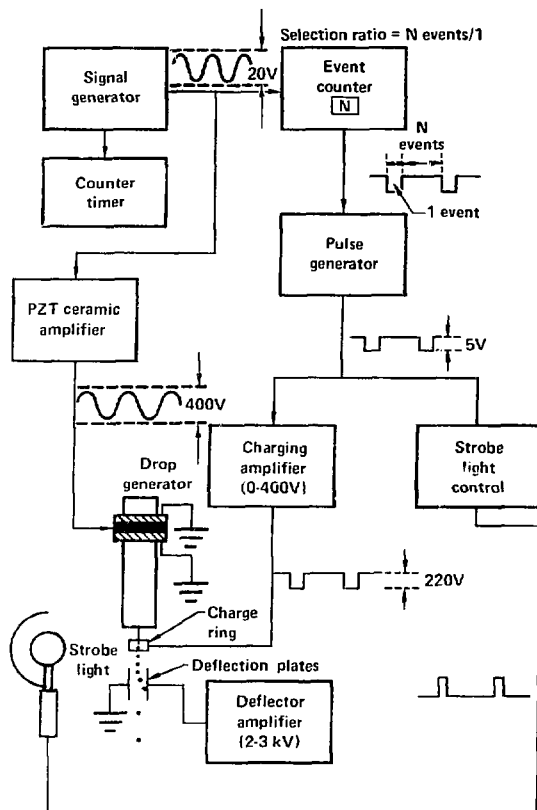 Selection ratio = N events/1
Signal
generator
20V
Event
counter
N
N
events
Counter
timer
1 event
Pulse
generator
PZT ceramic
amplifier
5V
400V
Charging
amplifier
(0-400V)
Strobe
light
control
Drop
generator
220V
Charge
ring
Strobe
light
Deflection plates
Deflector
amplifier
(2-3 kV)